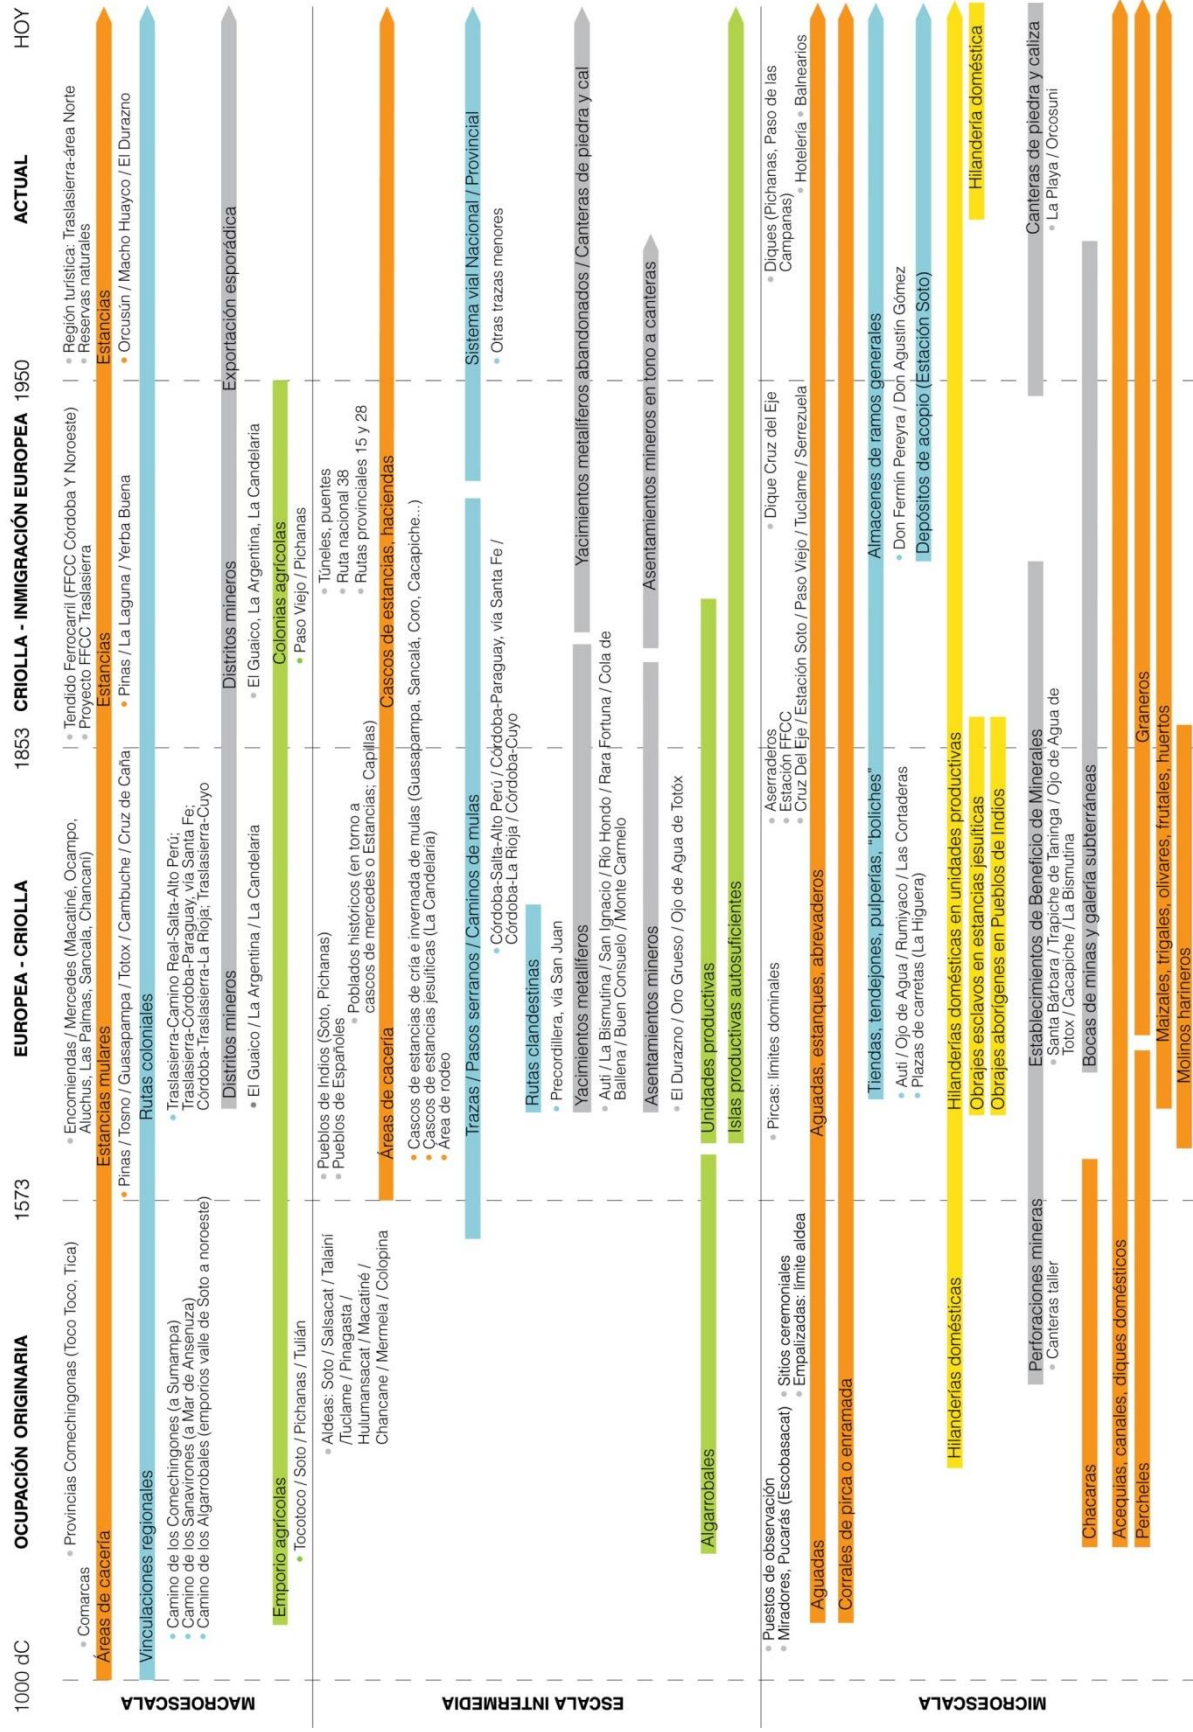 1000 dC
OCUPACIÓN ORIGINARIA
1573
EUROPEA - CRIOLLA
1853
CRIOLLA - INMIGRACIÓN EUROPEA
1950
ACTUAL
HOY
MACROESCALA
Comarcas
Provincias Comechingonas (Toco Toco, Tica)
Encomiendas / Mercedes (Macatiné, Ocampo,
Aluchus, Las Palmas, Sancala, Chancaní)
Tendido Ferrocarril (FFCC Córdoba Y Noroeste)
Proyecto FFCC Traslasierra
Región turística: Traslasierra-área Norte
Reservas naturales
Áreas de cacería
Estancias mulares
Estancias
Estancias
Pinas / Tosno / Guasapampa / Totox / Cambuche / Cruz de Caña
Pinas / La Laguna / Yerba Buena
Orcusún / Macho Huayco / El Durazno
Vinculaciones regionales
Rutas coloniales
Camino de los Comechingones (a Sumampa)
Camino de los Sanavirones (a Mar de Ansenuza)
Camino de los Algarrobales (emporios valle de Soto a noroeste)
Traslasierra-Camino Real-Salta-Alto Perú;
Traslasierra-Córdoba-Paraguay, vía Santa Fe;
Córdoba-Traslasierra-La Rioja; Traslasierra-Cuyo
Distritos mineros
Distritos mineros
Exportación esporádica
El Guaico / La Argentina / La Candelaria
El Guaico, La Argentina, La Candelaria
Emporio agrícolas
Colonias agrícolas
Tocotoco / Soto / Pichanas / Tulián
Paso Viejo / Pichanas
ESCALA INTERMEDIA
Aldeas: Soto / Salsacat / Talainí
/Tuclame / Pinagasta /
Hulumansacat / Macatiné /
Chancane / Mermela / Colopina
Pueblos de Indios (Soto, Pichanas)
Pueblos de Españoles
Poblados históricos (en torno a
cascos de mercedes o Estancias; Capillas)
Túneles, puentes
Ruta nacional 38
Rutas provinciales 15 y 28
Áreas de cacería
Cascos de estancias, haciendas
Cascos de estancias de cría e invernada de mulas (Guasapampa, Sancalá, Coro, Cacapiche...)
Cascos de estancias jesuíticas (La Candelaria)
Área de rodeo
Trazas / Pasos serranos / Caminos de mulas
Sistema vial Nacional / Provincial
Córdoba-Salta-Alto Perú / Córdoba-Paraguay, vía Santa Fe /
Córdoba-La Rioja / Córdoba-Cuyo
Otras trazas menores
Rutas clandestinas
Precordillera, vía San Juan
Yacimientos metalíferos
Yacimientos metalíferos abandonados / Canteras de piedra y cal
Autí / La Bismutina / San Ignacio / Río Hondo / Rara Fortuna / Cola de
Ballena / Buen Consuelo / Monte Carmelo
Asentamientos mineros
Asentamiento mineros en tono a canteras
El Durazno / Oro Grueso / Ojo de Agua de Totóx
Algarrobales
Unidades productivas
Islas productivas autosuficientes
MICROESCALA
Puestos de observación
Miradores, Pucarás (Escobasacat)
Sitios ceremoniales
Empalizadas: límite aldea
Pircas: límites dominales
Aserraderos
Estación FFCC
Cruz Del Eje / Estación Soto / Paso Viejo / Tuclame / Serrezuela
Dique Cruz del Eje
Diques (Pichanas, Paso de las
Campanas)
Hotelería
Balnearios
Aguadas
Aguadas, estanques, abrevaderos
Corrales de pirca o enramada
Tiendas, tendejones, pulperías, "boliches"
Almacenes de ramos generales
Autí / Ojo de Agua / Rumiyaco / Las Cortaderas
Plazas de carretas (La Higuera)
Don Fermín Pereyra / Don Agustín Gómez
Depósitos de acopio (Estación Soto)
Hilanderías domésticas
Hilanderías domésticas en unidades productivas
Obrajes esclavos en estancias jesuíticas
Hilandería doméstica
Obrajes aborígenes en Pueblos de Indios
Perforaciones mineras
Establecimientos de Beneficio de Minerales
Canteras de piedra y caliza
Canteras taller
Santa Bárbara / Trapiche de Taninga / Ojo de Agua de
Totox / Cacapiche / La Bismutina
La Playa / Orcosuni
Chacaras
Bocas de minas y galería subterráneas
Acequias, canales, diques domésticos
Percheles
Graneros
Maizales, trigales, olivares, frutales, huertos
Molinos harineros